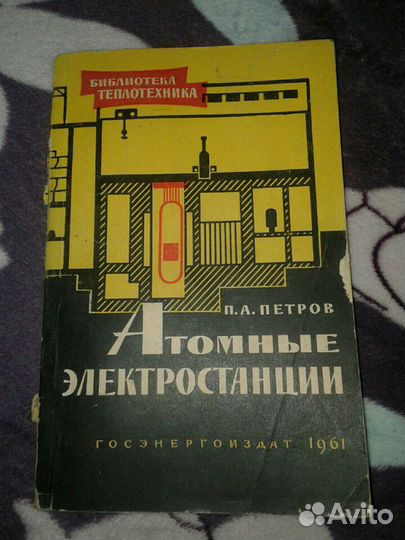 БИБЛИОТЕКА
ТЕПЛОТЕХНИКА
П.А.ПЕТРОВ
АТОМНЫЕ
ЭЛЕКТРОСТАНЦИИ
ГОСЭНЕРГОИЗДАТ 1961
Avito